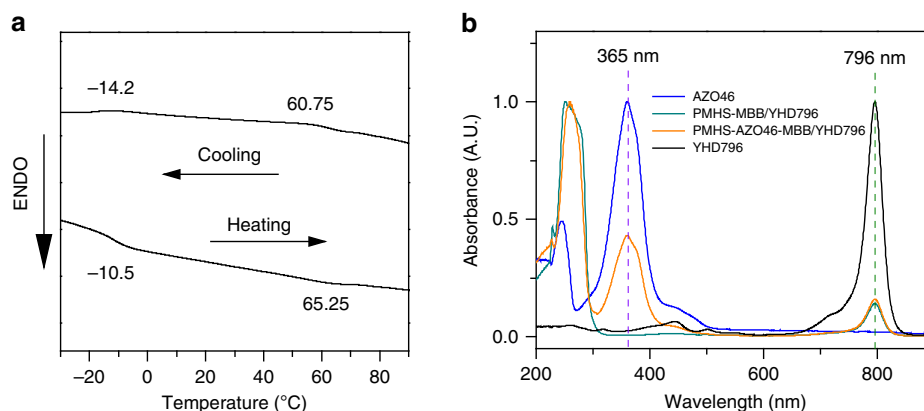 a
−14.2
60.75
Cooling
ENDO
Heating
−10.5
65.25
−20 0 20 40 60 80
Temperature (°C)
b
365 nm
796 nm
AZO46
PMHS-MBB/YHD796
PMHS-AZO46-MBB/YHD796
YHD796
1.0
0.5
0.0
Absorbance (A.U.)
200 400 600 800
Wavelength (nm)